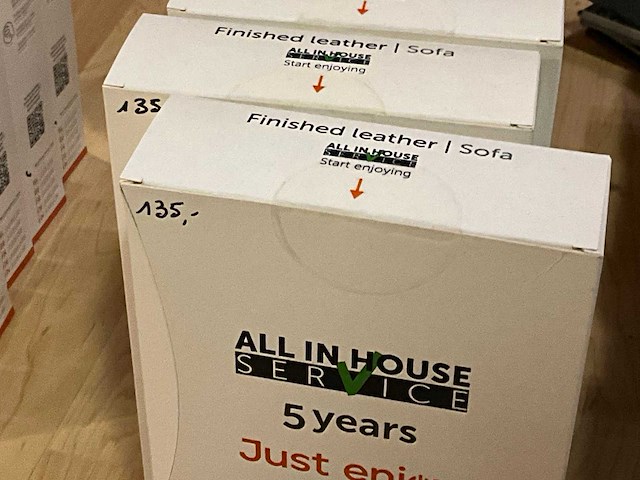 Finished leather | Sofa
ALL IN HOUSE
SERVICE
Start enjoying
135
Finished leather | Sofa
ALL IN HOUSE
SERVICE
Start enjoying
135,-
ALL IN HOUSE
SERVICE
5 years
Just